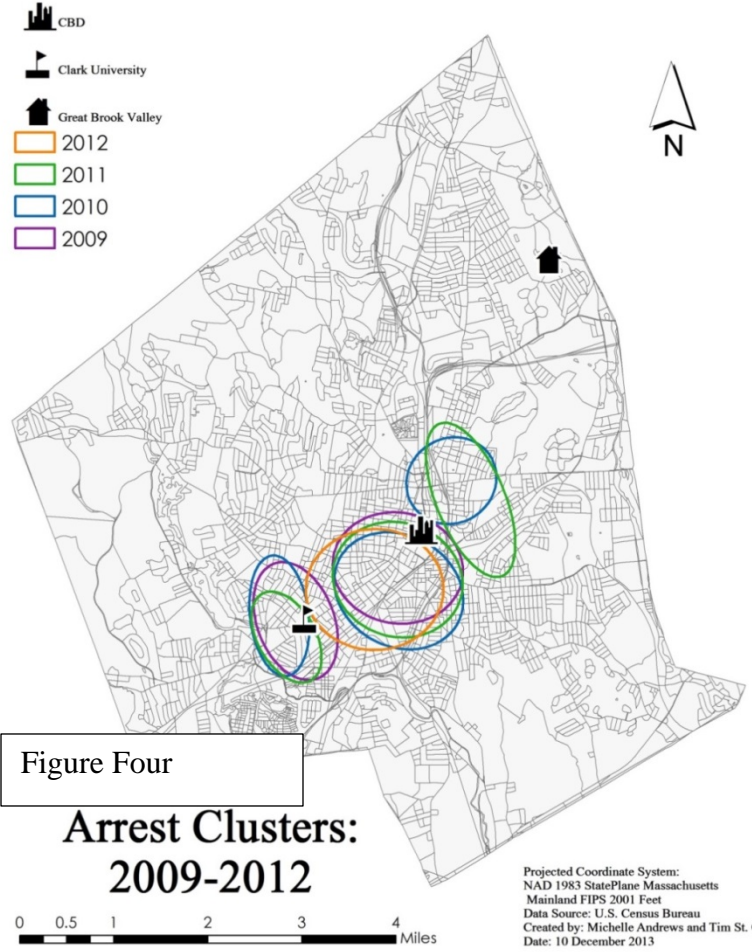 CBD
Clark University
Great Brook Valley
2012
2011
2010
2009
N
Figure Four
Arrest Clusters:
2009-2012
0 0.5 1 2 3 4
Miles
Projected Coordinate System:
NAD 1983 StatePlane Massachusetts
Mainland FIPS 2001 Feet
Data Source: U.S. Census Bureau
Created by: Michelle Andrews and Tim St.
Date: 10 December 2013